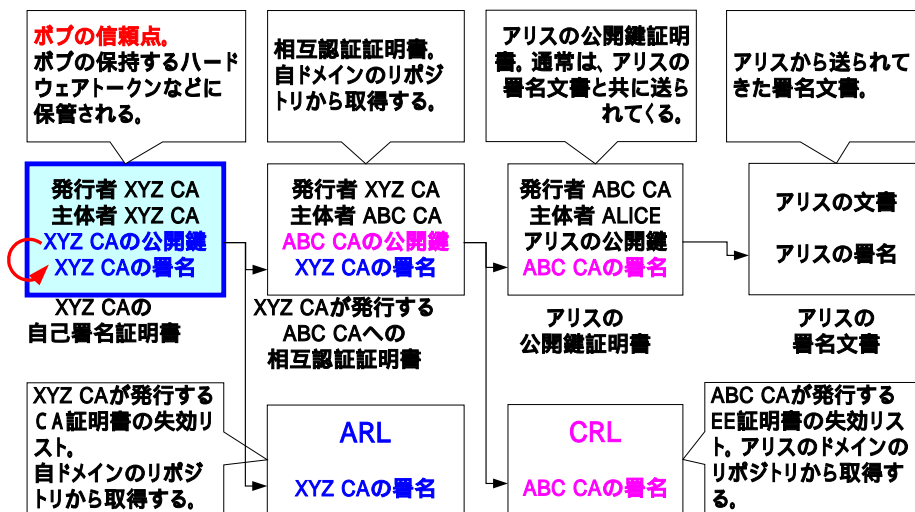 ボブの信頼点。
ボブの保持するハード
ウェアトークンなどに
保管される。
相互認証証明書。
自ドメインのリポジ
トリから取得する。
アリスの公開鍵証明
書。通常は、アリスの
署名文書と共に送ら
れてくる。
アリスから送られて
きた署名文書。
発行者 XYZ CA
主体者 XYZ CA
XYZ CAの公開鍵
XYZ CAの署名
発行者 XYZ CA
主体者 ABC CA
ABC CAの公開鍵
XYZ CAの署名
発行者 ABC CA
主体者 ALICE
アリスの公開鍵
ABC CAの署名
アリスの文書
アリスの署名
XYZ CAの
自己署名証明書
XYZ CAが発行する
ABC CAへの
相互認証証明書
アリスの
公開鍵証明書
アリスの
署名文書
XYZ CAが発行する
CA証明書の失効リ
スト。
自ドメインのリポジ
トリから取得する。
ARL
XYZ CAの署名
CRL
ABC CAの署名
ABC CAが発行する
EE証明書の失効リス
ト。アリスのドメインの
リポジトリから取得す
る。